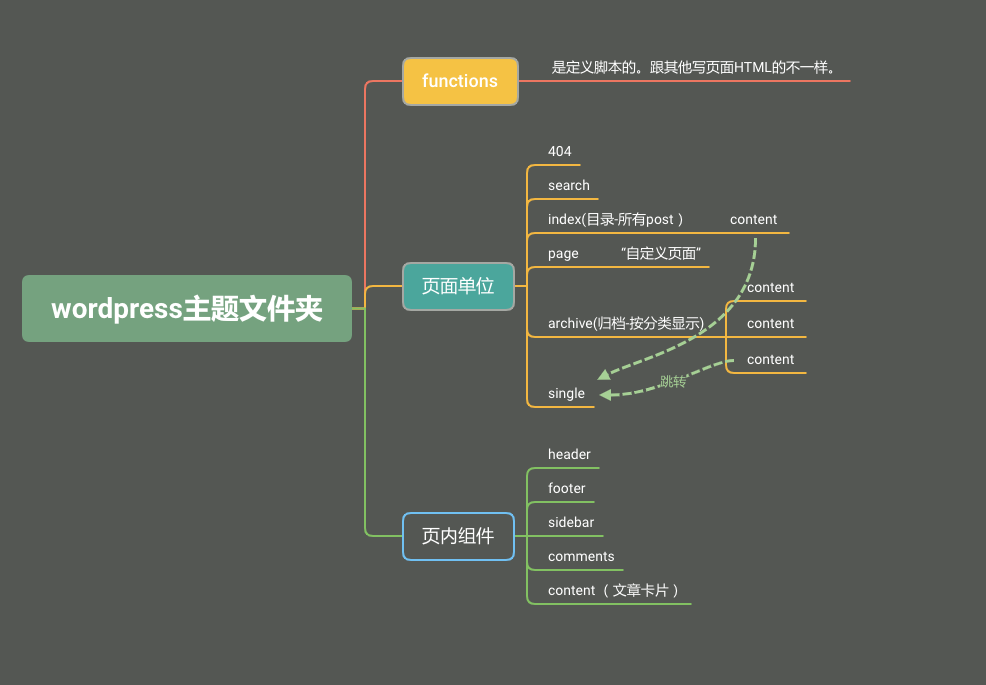 wordpress主题文件夹
functions
是定义脚本的。跟其他写页面HTML的不一样。
页面单位
404
search
index(目录-所有post ）
content
page
“自定义页面”
archive(归档-按分类显示)
content
content
content
跳转
single
页内组件
header
footer
sidebar
comments
content （ 文章卡片 ）